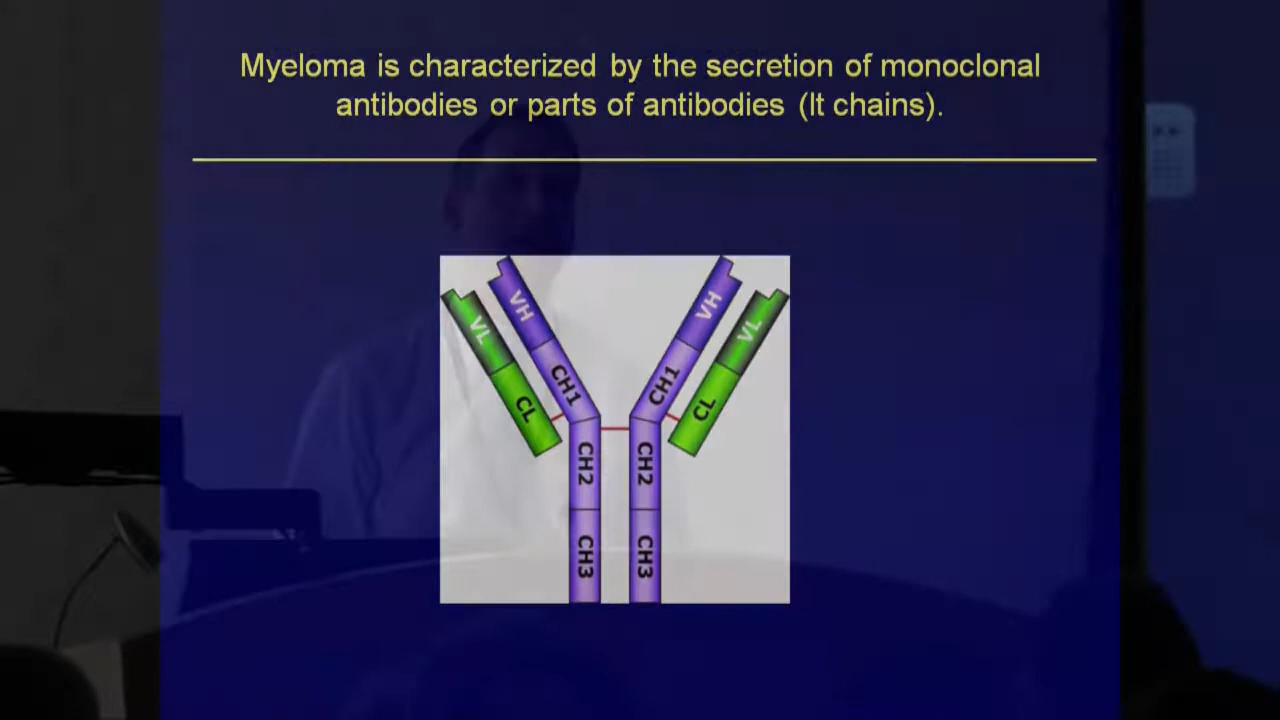 Myeloma is characterized by the secretion of monoclonal
antibodies or parts of antibodies (lt chains).
VH
VH
VL
VL
CH1
CH1
CL
CL
CH2
CH2
CH3
CH3